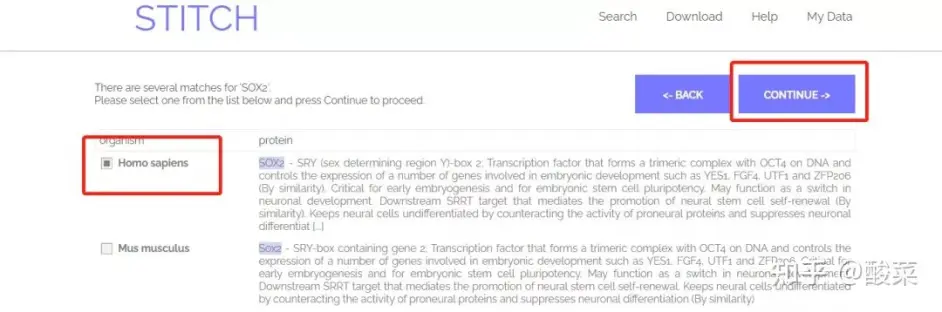 STITCH
Search Download Help My Data
There are several matches for 'SOX2'.
Please select one from the list below and press Continue to proceed.
<- BACK
CONTINUE ->
organism protein
Homo sapiens
SOX2 - SRY (sex determining region Y)-box 2; Transcription factor that forms a trimeric complex with OCT4 on DNA and
controls the expression of a number of genes involved in embryonic development such as YES1, FGF4, UTF1 and ZFP206
(By similarity). Critical for early embryogenesis and for embryonic stem cell pluripotency. May function as a switch in
neuronal development. Downstream SRRT target that mediates the promotion of neural stem cell self-renewal (By
similarity). Keeps neural cells undifferentiated by counteracting the activity of proneural proteins and suppresses neuronal
differentiat [...]
Mus musculus
Sox2 - SRY-box containing gene 2; Transcription factor that forms a trimeric complex with OCT4 on DNA and controls the
expression of a number of genes involved in embryonic development such as YES1, FGF4, UTF1 and ZFP206. Critical for
early embryogenesis and for embryonic stem cell pluripotency. May function as a switch in neuronal development.
Downstream SRRT target that mediates the promotion of neural stem cell self-renewal. Keeps neural cells undifferentiated
by counteracting the activity of proneural proteins and suppresses neuronal differentiation (By similarity)
知乎 @酸菜